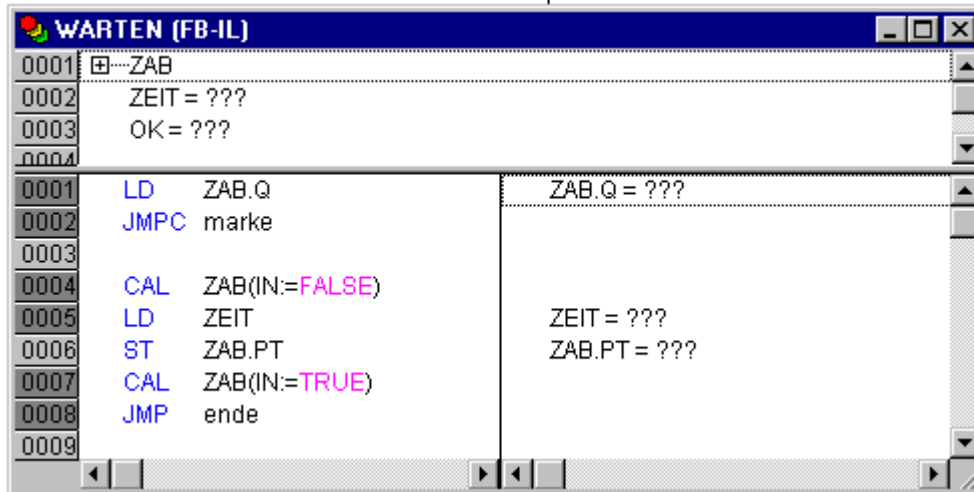 WARTEN (FB-IL)
0001 ZAB
0002 ZEIT = ???
0003 OK = ???
0004
0001 LD ZAB.Q ZAB.Q = ???
0002 JMPC marke
0003
0004 CAL ZAB(IN:=FALSE)
0005 LD ZEIT ZEIT = ???
0006 ST ZAB.PT ZAB.PT = ???
0007 CAL ZAB(IN:=TRUE)
0008 JMP ende
0009